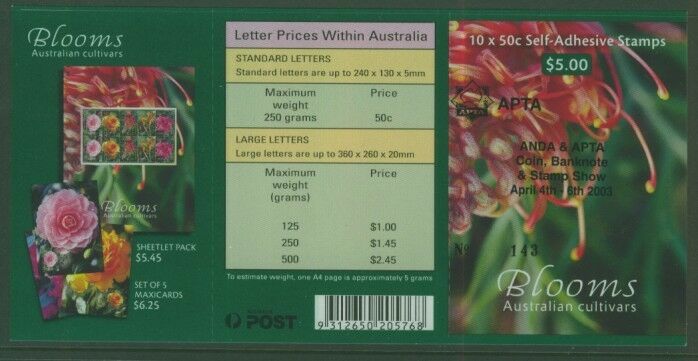 Blooms
Australian cultivars
Blooms
Australian cultivars
SHEETLET PACK
$5.45
SET OF 5
MAXICARDS
$6.25
Letter Prices Within Australia
STANDARD LETTERS
Standard letters are up to 240 x 130 x 5mm
Maximum weight Price
250 grams 50c
LARGE LETTERS
Large letters are up to 360 x 260 x 20mm
Maximum weight (grams) Price
125 $1.00
250 $1.45
500 $2.45
To estimate weight, one A4 page is approximately 5 grams
POST
9 312650 205768
10 x 50c Self-Adhesive Stamps
$5.00
APTA
ANDA & APTA
Coin, Banknote
& Stamp Show
April 4th - 6th 2003
Nº 143
Blooms
Australian cultivars